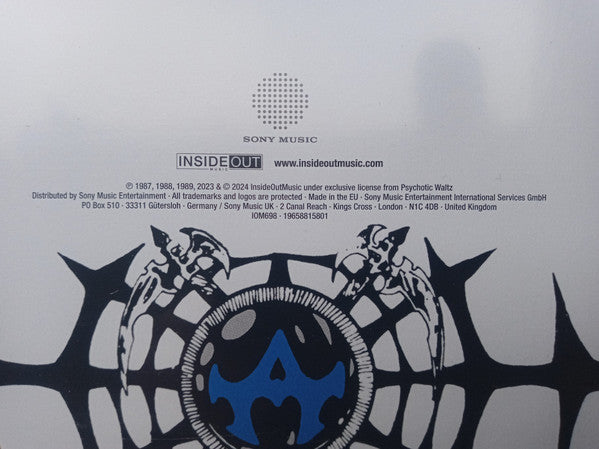 SONY MUSIC
INSIDEOUT www.insideoutmusic.com
MUSIC
℗ 1987, 1988, 1989, 2023 & © 2024 InsideOutMusic under exclusive license from Psychotic Waltz
Distributed by Sony Music Entertainment · All trademarks and logos are protected · Made in the EU · Sony Music Entertainment International Services GmbH
PO Box 510 · 33311 Gütersloh · Germany / Sony Music UK · 2 Canal Reach · Kings Cross · London · N1C 4DB · United Kingdom
IOM698 · 19658815801